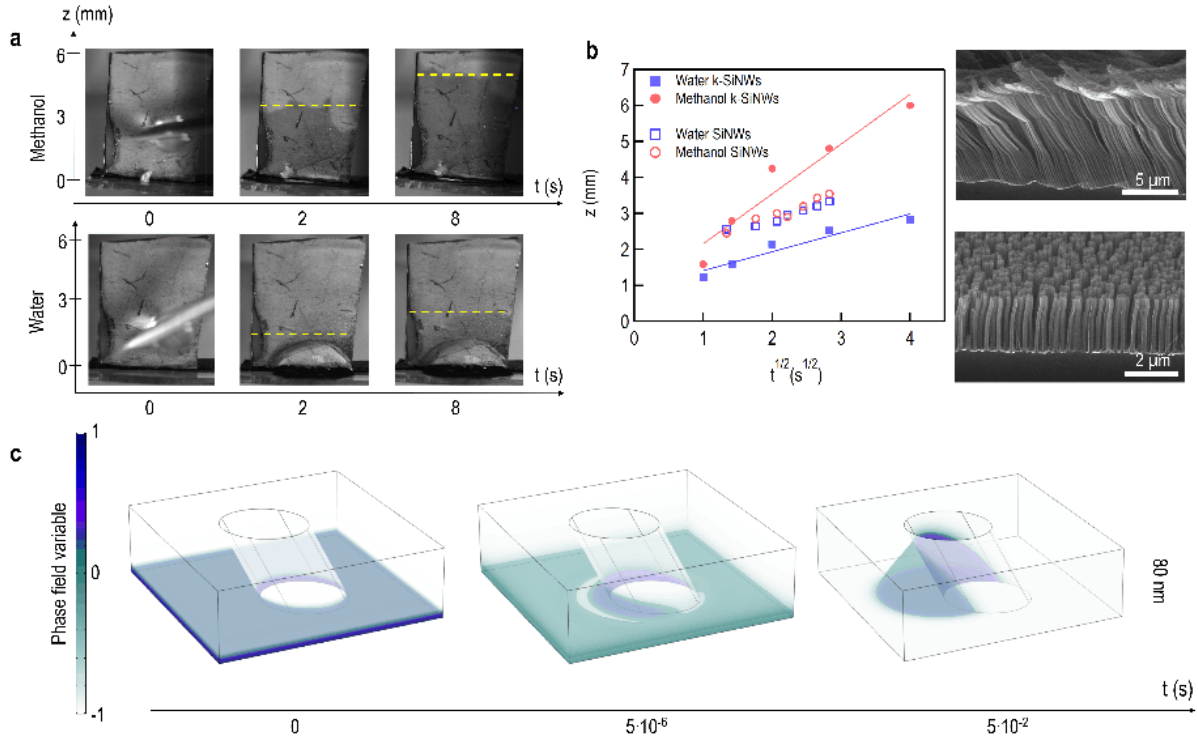 a
z (mm)
Methanol
6
3
0
t (s)
0
2
8
Water
6
3
0
t (s)
0
2
8
b
z (mm)
7
6
5
4
3
2
1
0
Water k-SiNWs
Methanol k-SiNWs
Water SiNWs
Methanol SiNWs
0
1
2
3
4
t1/2(s1/2)
5 µm
2 µm
c
Phase field variable
1
0
-1
80 nm
t (s)
0
5·10-6
5·10-2